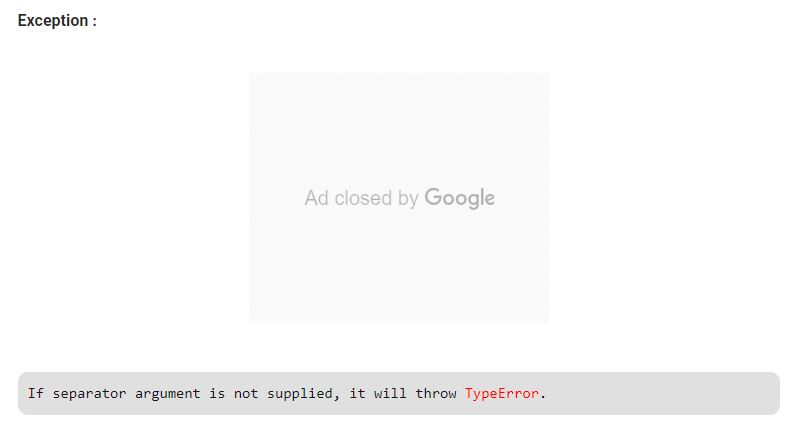 Exception :
Ad closed by Google
If separator argument is not supplied, it will throw TypeError.